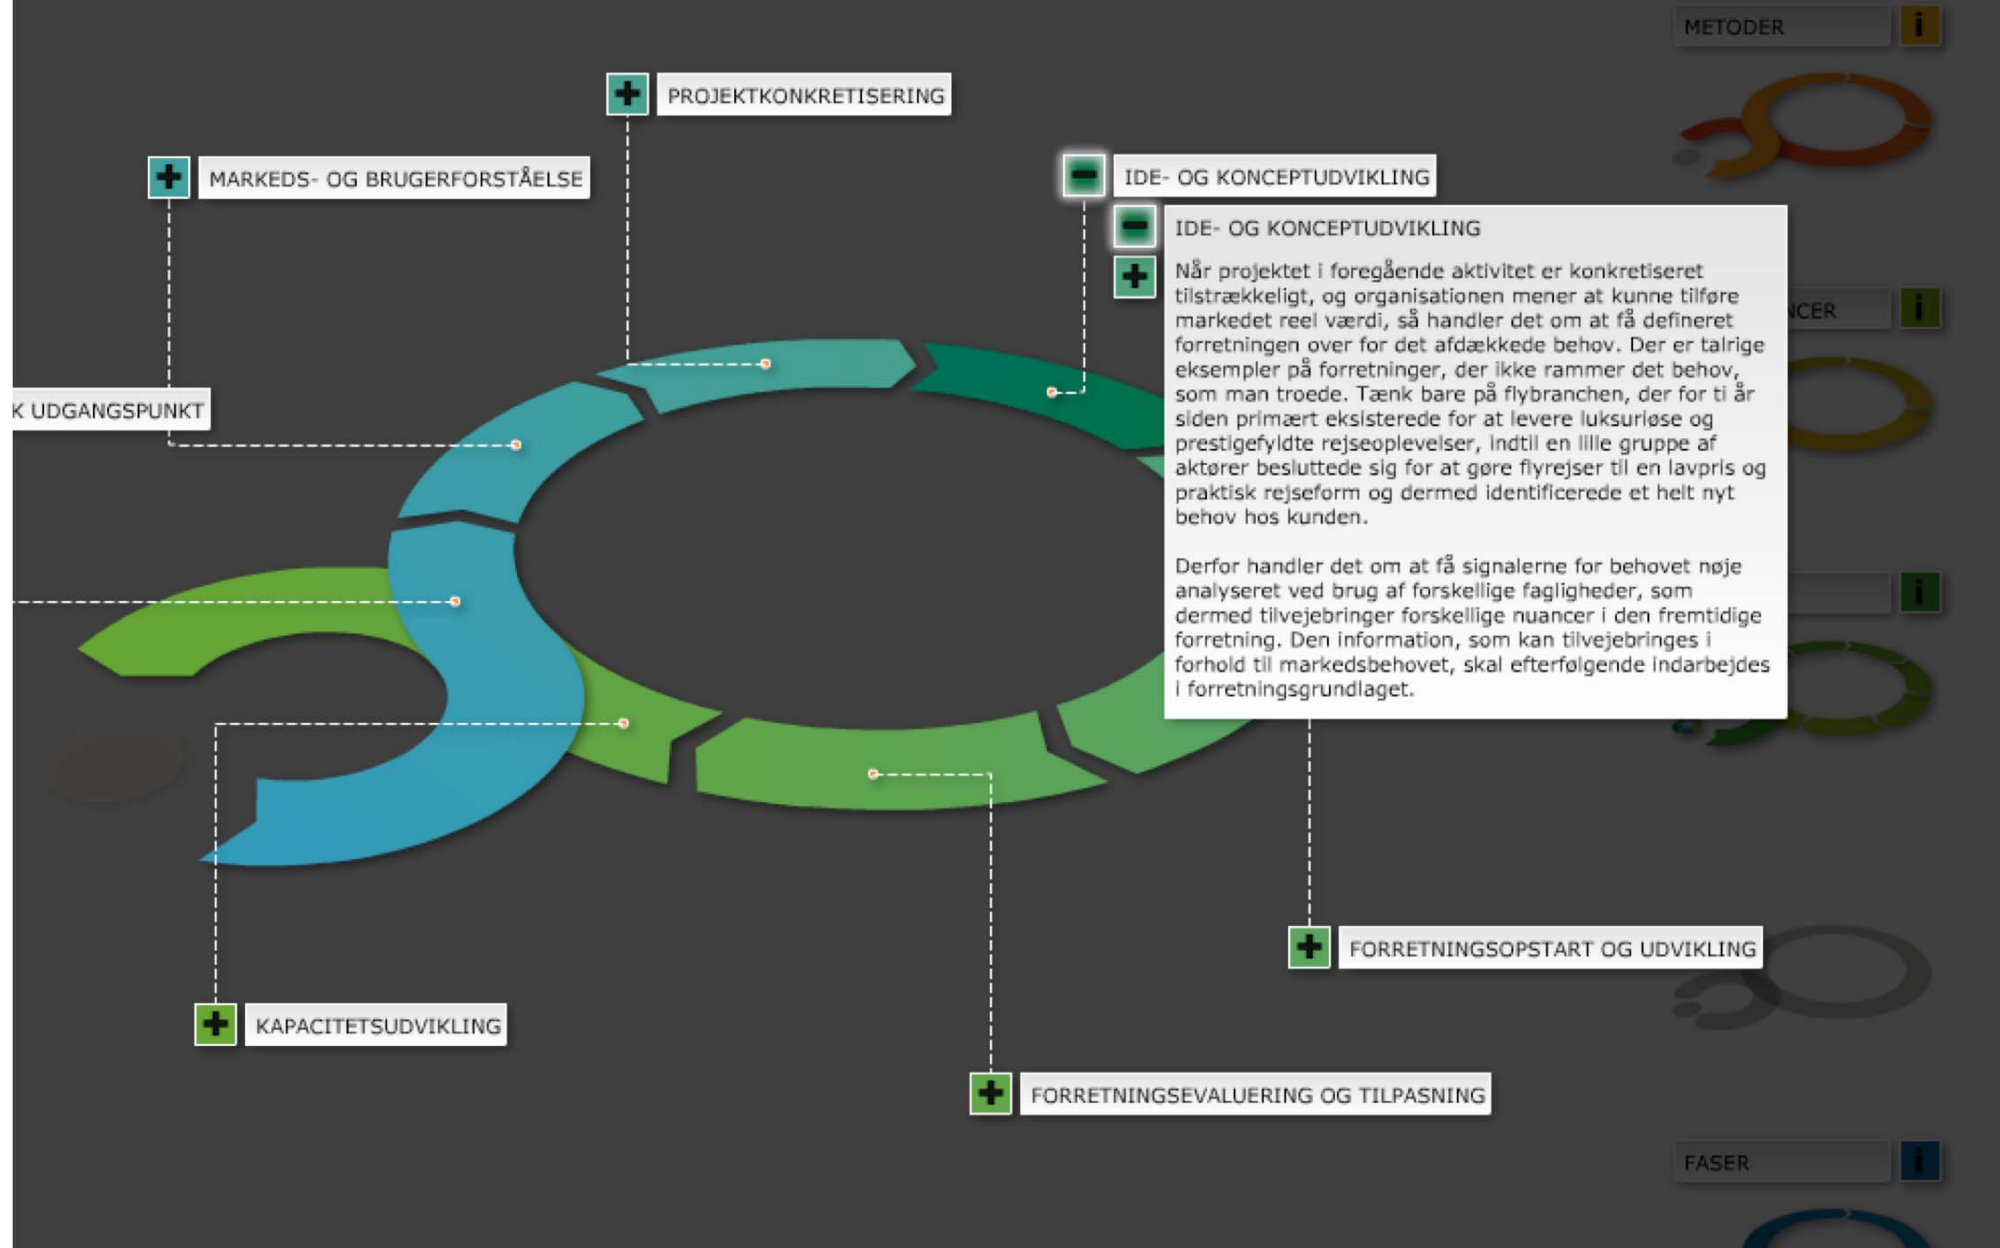 METODER
i
PROJEKTKONKRETISERING
MARKEDS- OG BRUGERFORSTÅELSE
IDE- OG KONCEPTUDVIKLING
IDE- OG KONCEPTUDVIKLING
Når projektet i foregående aktivitet er konkretiseret
tilstrækkeligt, og organisationen mener at kunne tilføre
markedet reel værdi, så handler det om at få defineret
forretningen over for det afdækkede behov. Der er talrige
eksempler på forretninger, der ikke rammer det behov,
som man troede. Tænk bare på flybranchen, der for ti år
siden primært eksisterede for at levere luksuriøse og
prestigefyldte rejseoplevelser, indtil en lille gruppe af
aktører besluttede sig for at gøre flyrejser til en lavpris og
praktisk rejseform og dermed identificerede et helt nyt
behov hos kunden.
Derfor handler det om at få signalerne for behovet nøje
analyseret ved brug af forskellige fagligheder, som
dermed tilvejebringer forskellige nuancer i den fremtidige
forretning. Den information, som kan tilvejebringes i
forhold til markedsbehovet, skal efterfølgende indarbejdes
i forretningsgrundlaget.
NCER
i
K UDGANGSPUNKT
i
FORRETNINGSOPSTART OG UDVIKLING
KAPACITETSUDVIKLING
FORRETNINGSEVALUERING OG TILPASNING
FASER
i